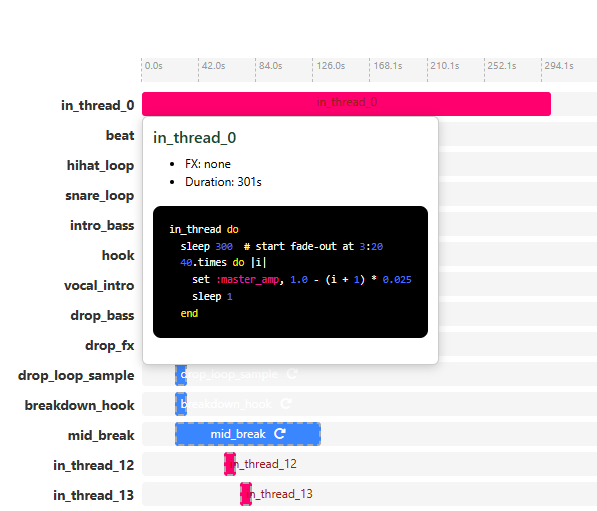 0.0s 42.0s 84.0s 126.0s 168.1s 210.1s 252.1s 294.1s
in_thread_0 in_thread_0
beat
hihat_loop
snare_loop
intro_bass
hook
vocal_intro
drop_bass
drop_fx
in_thread_0
FX: none
Duration: 301s
in_thread do
sleep 300 # start fade-out at 3:20
40.times do |i|
set :master_amp, 1.0 - (i + 1) * 0.025
sleep 1
end
drop_loop_sample drop_loop_sample
breakdown_hook breakdown_hook
mid_break mid_break
in_thread_12 in_thread_12
in_thread_13 in_thread_13